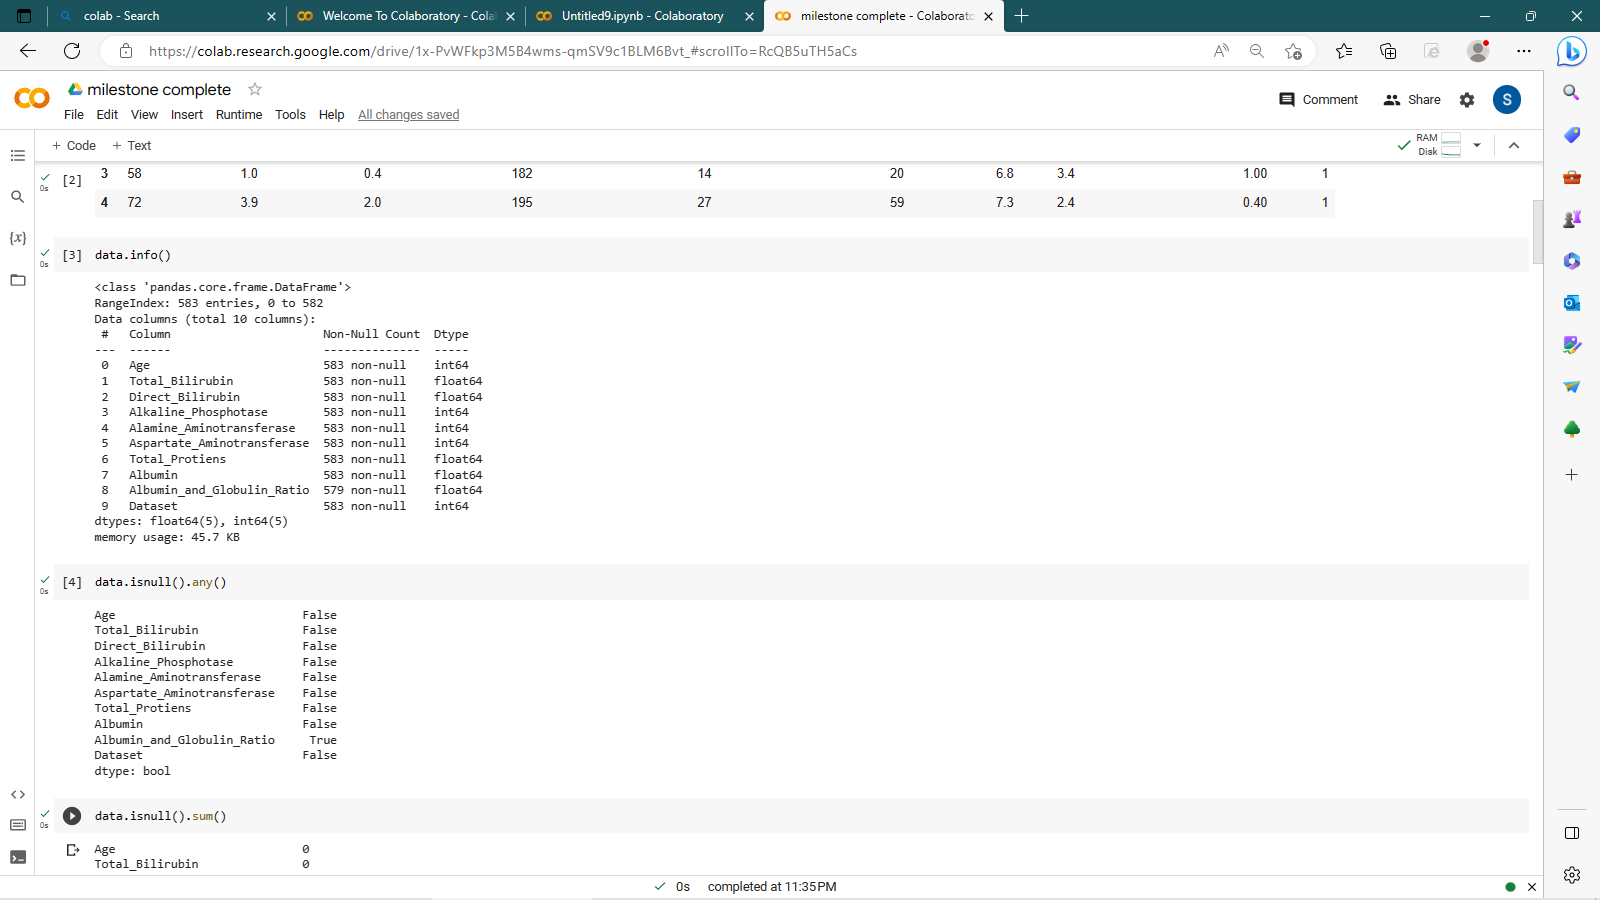 colab - Search
Welcome To Colaboratory - Cola
Untitled9.ipynb - Colaboratory
milestone complete - Colaborato
https://colab.research.google.com/drive/1x-PvWFkp3M5B4wms-qmSV9c1BLM6Bvt_#scrollTo=RcQB5uTH5aCs
milestone complete
File Edit View Insert Runtime Tools Help All changes saved
Comment Share S
+ Code + Text
RAM
Disk
[2] 3 58 1.0 0.4 182 14 20 6.8 3.4 1.00 1
0s
4 72 3.9 2.0 195 27 59 7.3 2.4 0.40 1
[3] data.info()
0s
<class 'pandas.core.frame.DataFrame'>
RangeIndex: 583 entries, 0 to 582
Data columns (total 10 columns):
 #   Column                      Non-Null Count  Dtype
---  ------                      --------------  -----
 0   Age                         583 non-null    int64
 1   Total_Bilirubin             583 non-null    float64
 2   Direct_Bilirubin            583 non-null    float64
 3   Alkaline_Phosphotase        583 non-null    int64
 4   Alamine_Aminotransferase    583 non-null    int64
 5   Aspartate_Aminotransferase  583 non-null    int64
 6   Total_Protiens              583 non-null    float64
 7   Albumin                     583 non-null    float64
 8   Albumin_and_Globulin_Ratio  579 non-null    float64
 9   Dataset                     583 non-null    int64
dtypes: float64(5), int64(5)
memory usage: 45.7 KB
[4] data.isnull().any()
0s
Age                           False
Total_Bilirubin               False
Direct_Bilirubin              False
Alkaline_Phosphotase          False
Alamine_Aminotransferase      False
Aspartate_Aminotransferase    False
Total_Protiens                False
Albumin                       False
Albumin_and_Globulin_Ratio     True
Dataset                       False
dtype: bool
data.isnull().sum()
0s
Age                           0
Total_Bilirubin               0
0s completed at 11:35 PM